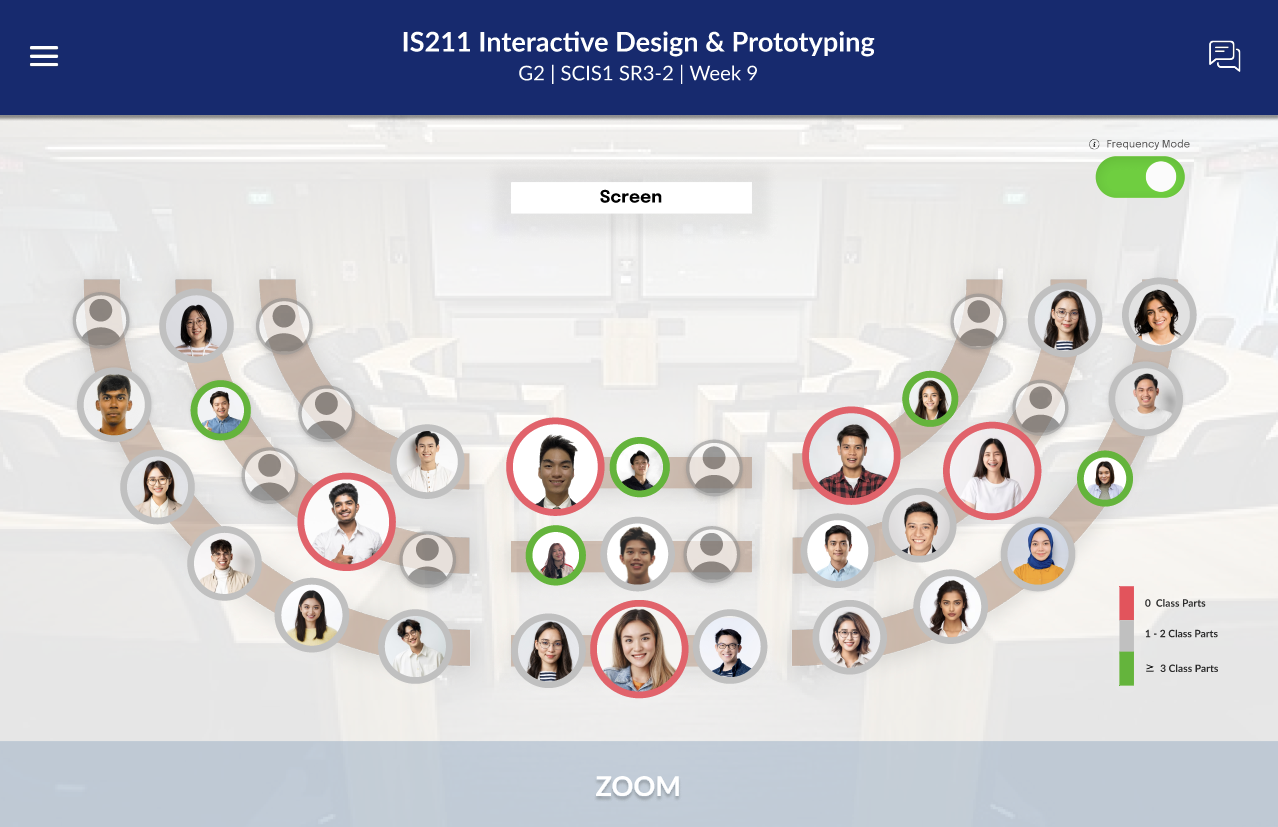 IS211 Interactive Design & Prototyping
G2 | SCIS1 SR3-2 | Week 9
Frequency Mode
Screen
0 Class Parts
1 - 2 Class Parts
≥ 3 Class Parts
ZOOM